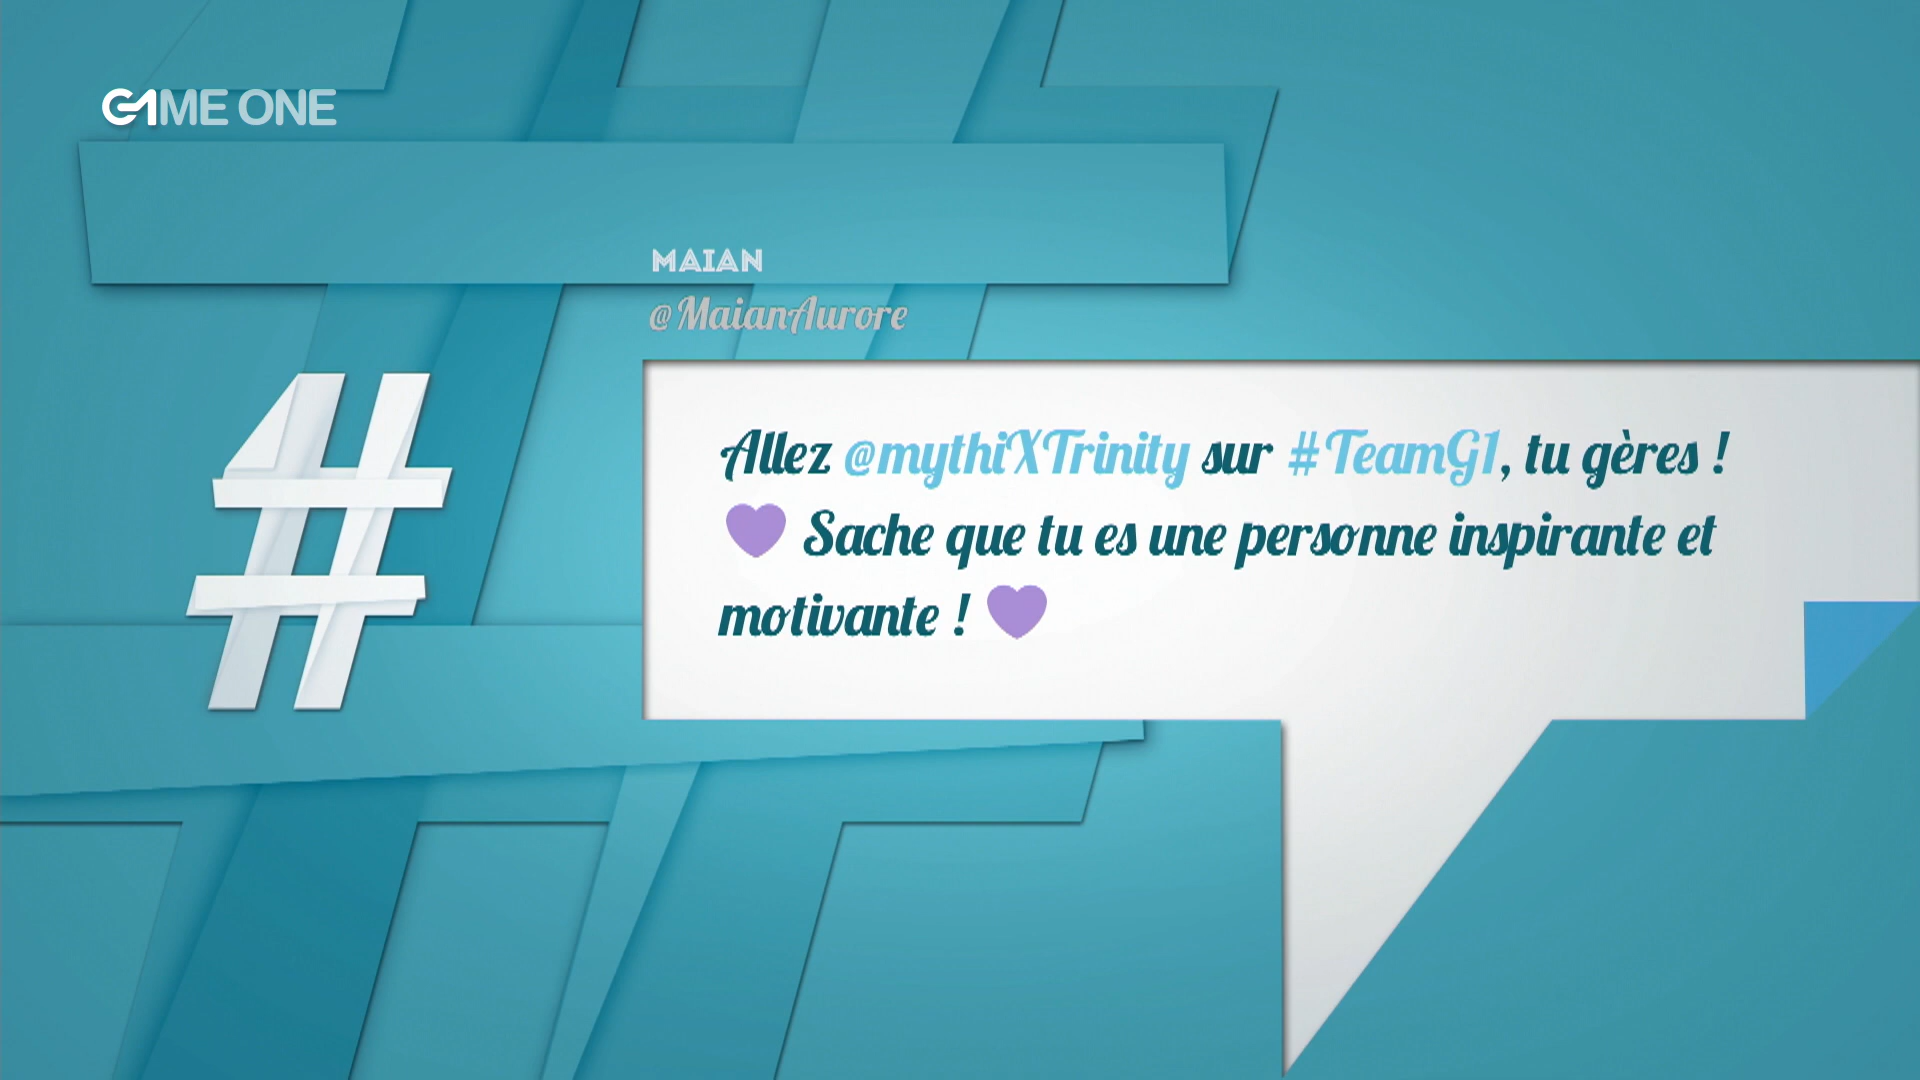 GAME ONE
MAIAN
@MaianAurore
Allez @mythiXTrinity sur #TeamG1, tu gères !
💜 Sache que tu es une personne inspirante et
motivante ! 💜